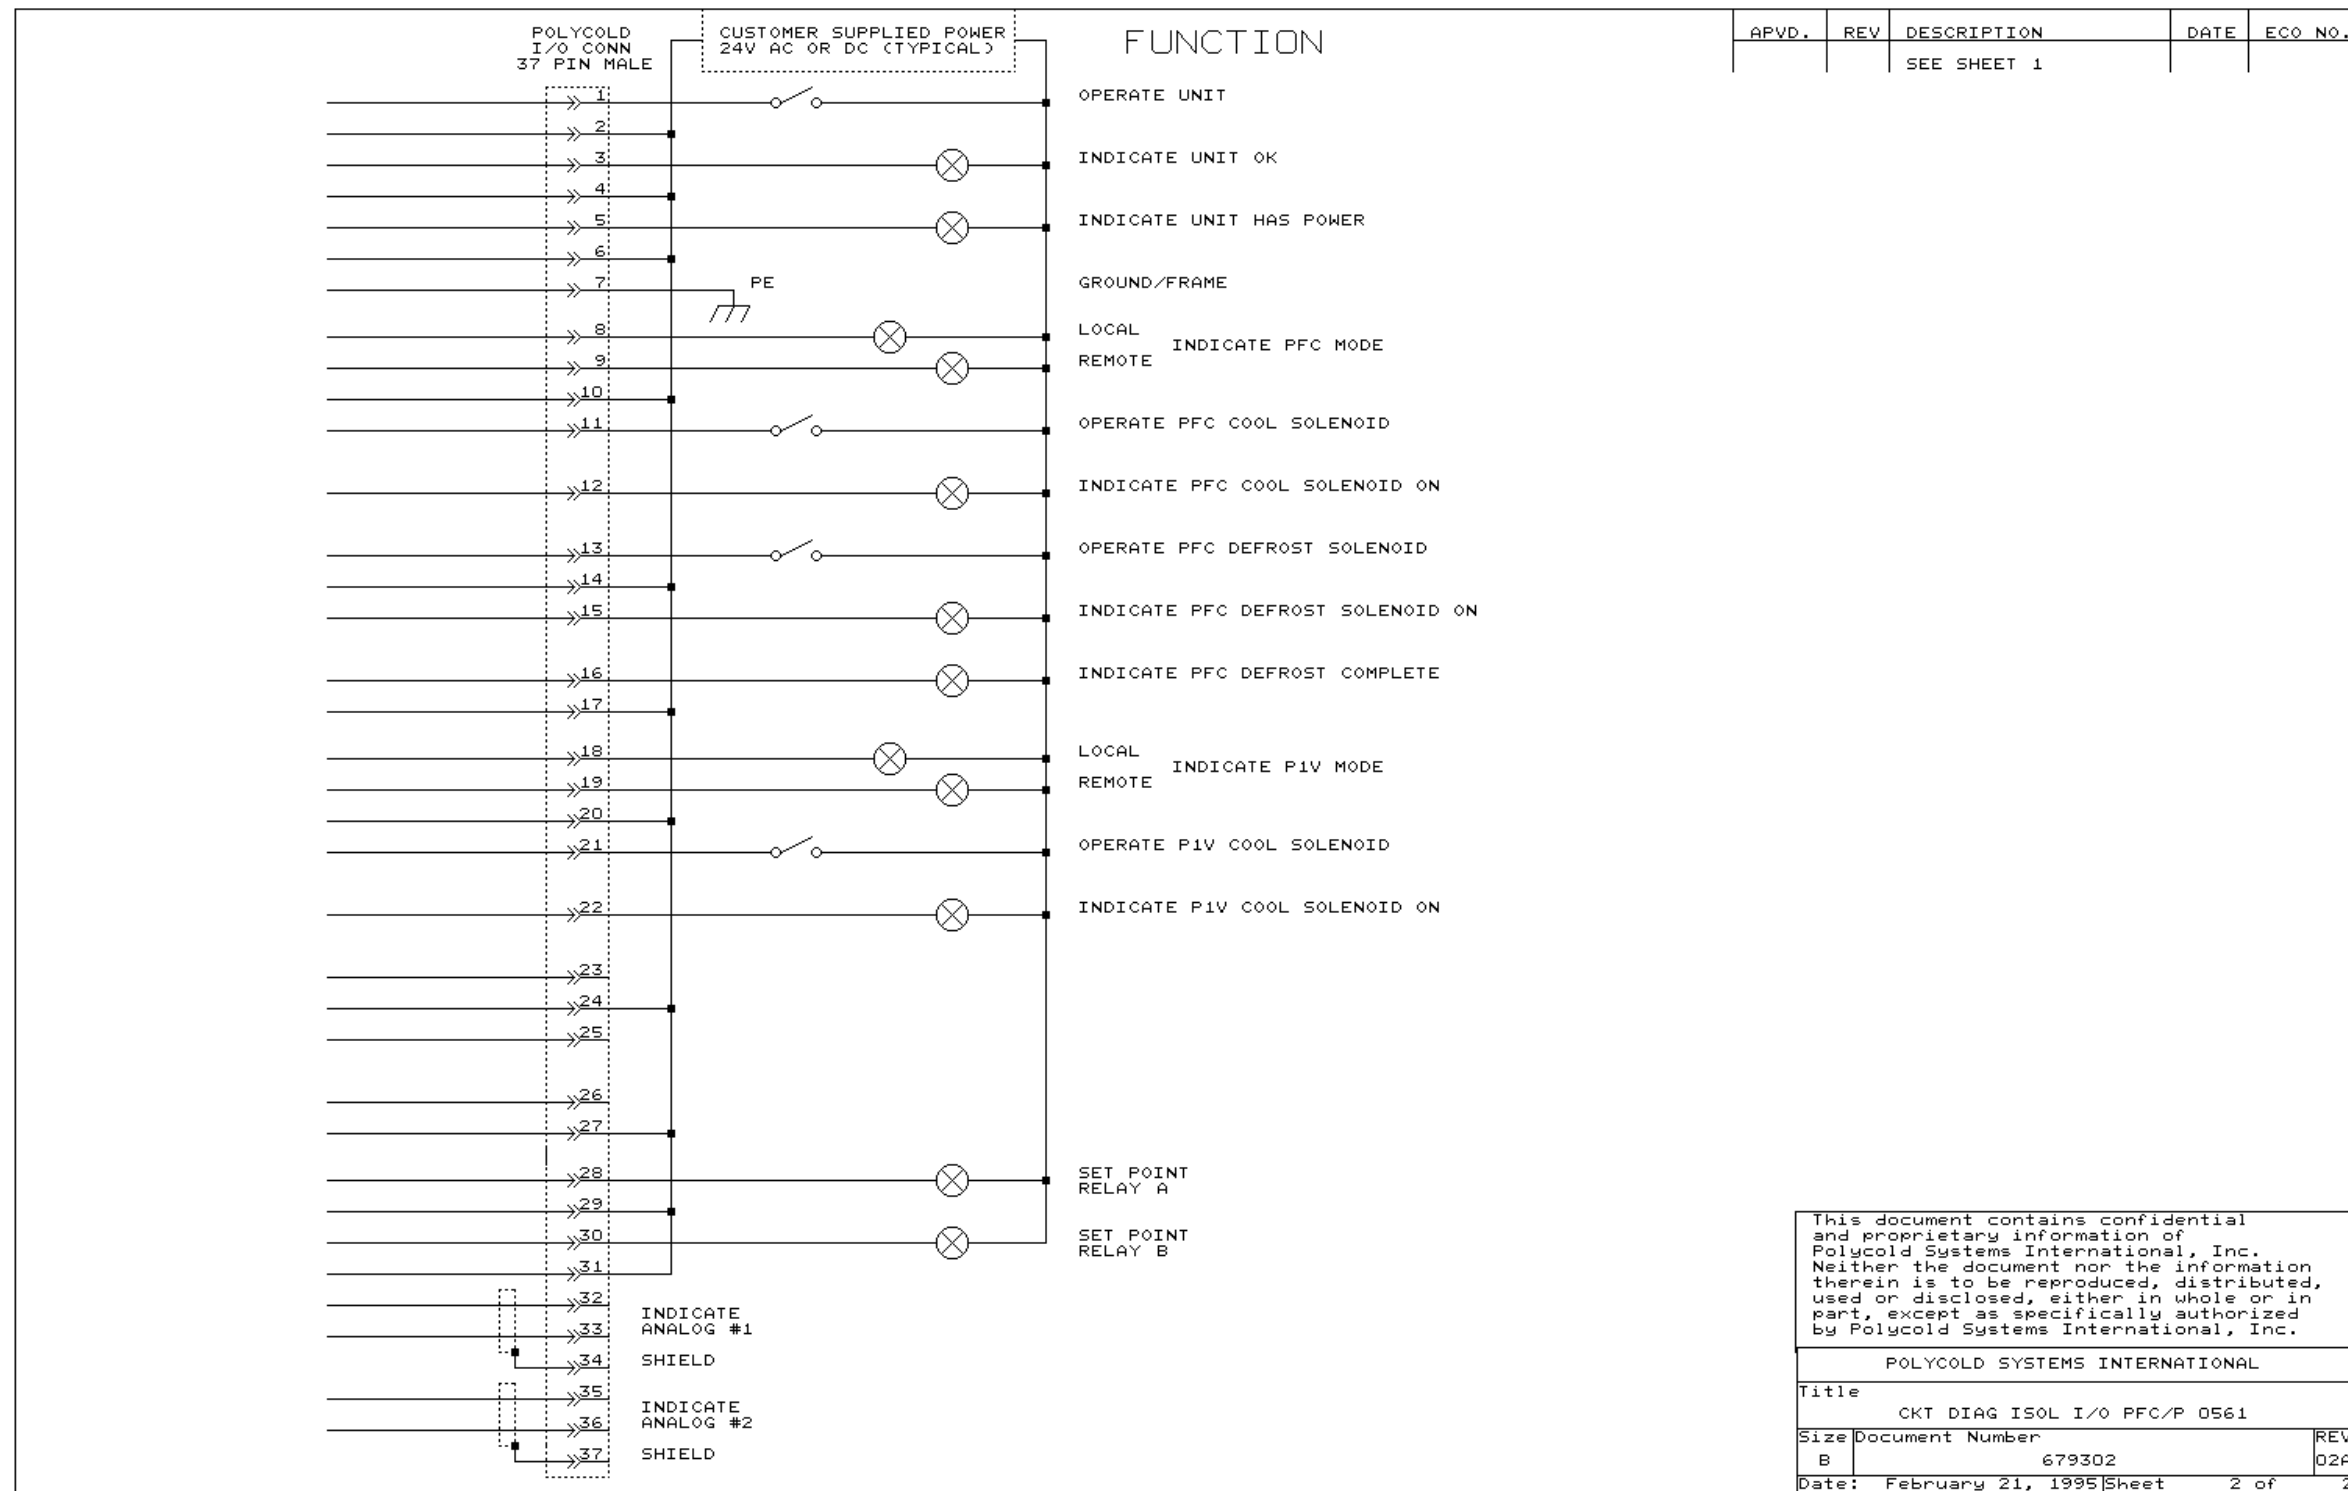 POLYCOLD
I/O CONN
37 PIN MALE
CUSTOMER SUPPLIED POWER
24V AC OR DC (TYPICAL)
FUNCTION
APVD. REV DESCRIPTION DATE ECO NO.
SEE SHEET 1
1 OPERATE UNIT
2
3 INDICATE UNIT OK
4
5 INDICATE UNIT HAS POWER
6
7 PE GROUND/FRAME
8 LOCAL
INDICATE PFC MODE
9 REMOTE
10
11 OPERATE PFC COOL SOLENOID
12 INDICATE PFC COOL SOLENOID ON
13 OPERATE PFC DEFROST SOLENOID
14
15 INDICATE PFC DEFROST SOLENOID ON
16 INDICATE PFC DEFROST COMPLETE
17
18 LOCAL
INDICATE P1V MODE
19 REMOTE
20
21 OPERATE P1V COOL SOLENOID
22 INDICATE P1V COOL SOLENOID ON
23
24
25
26
27
28 SET POINT
RELAY A
29
30 SET POINT
RELAY B
31
32 INDICATE
33 ANALOG #1
34 SHIELD
35 INDICATE
36 ANALOG #2
37 SHIELD
This document contains confidential
and proprietary information of
Polycold Systems International, Inc.
Neither the document nor the information
therein is to be reproduced, distributed,
used or disclosed, either in whole or in
part, except as specifically authorized
by Polycold Systems International, Inc.
POLYCOLD SYSTEMS INTERNATIONAL
Title
CKT DIAG ISOL I/O PFC/P 0561
Size Document Number REV
B 679302 02A
Date: February 21, 1995 Sheet 2 of 2